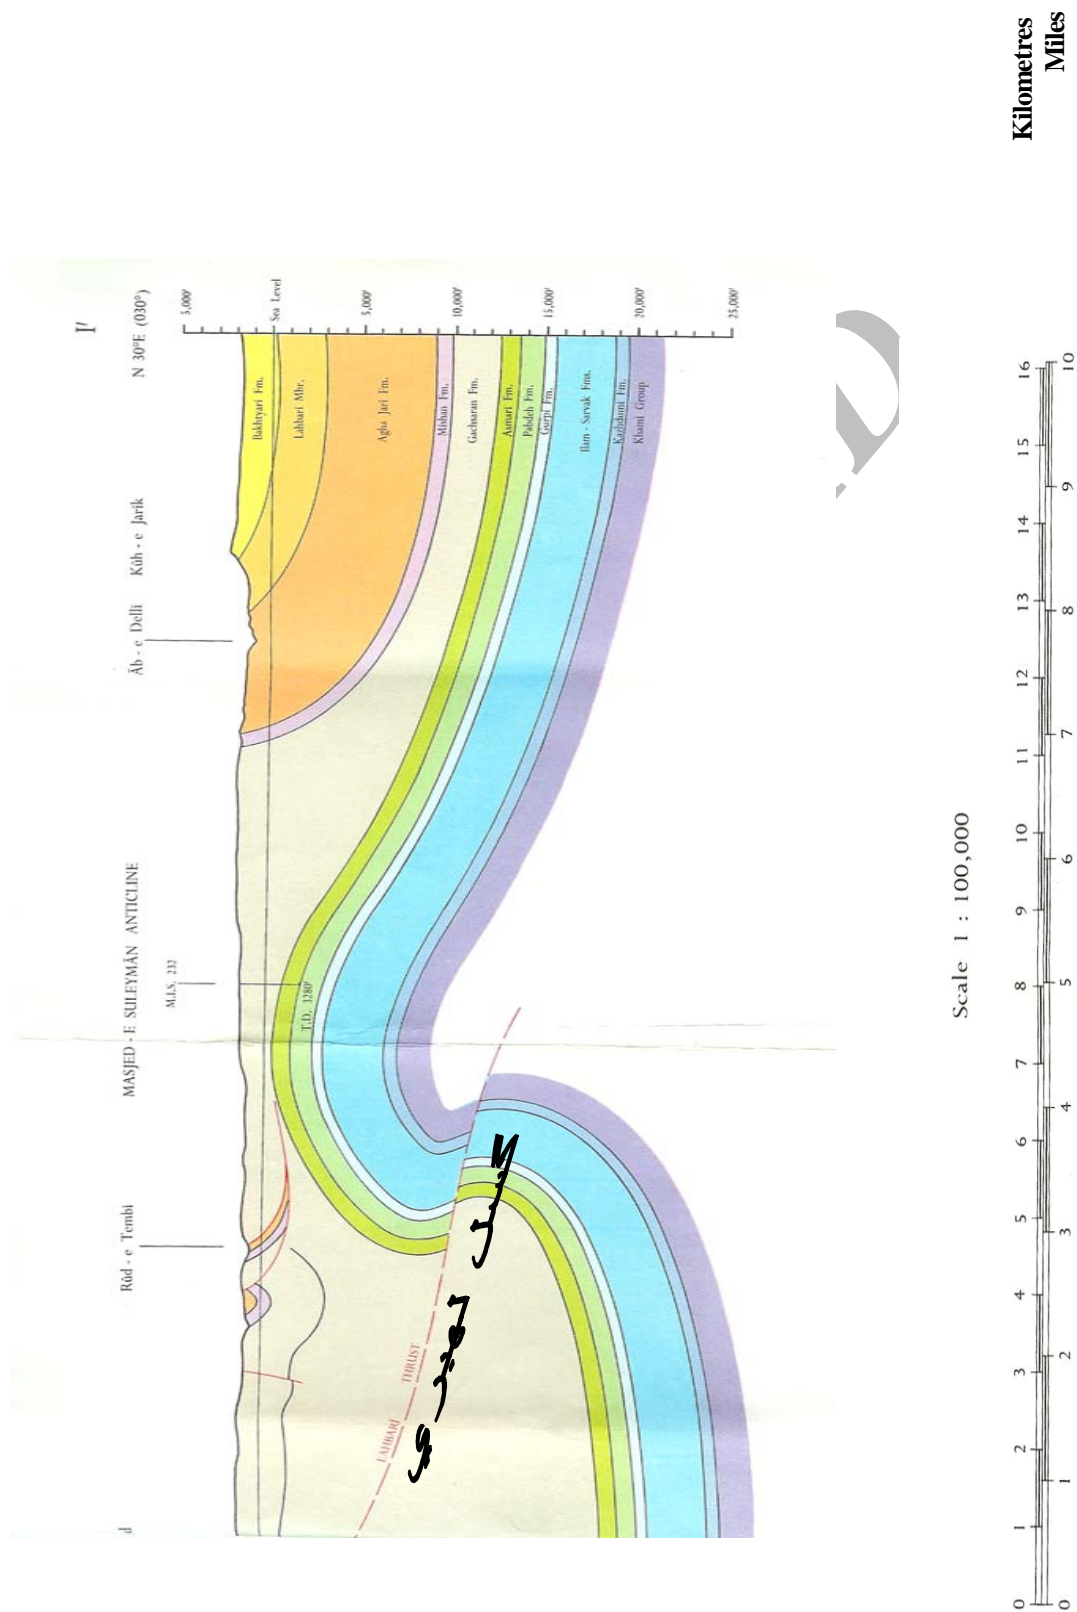 I'
N 30°E (030°)
Kūh - e Jarik
Āb - e Delli
MASJED - E SULEYMĀN ANTICLINE
M.I.S. 232
Rūd - e Tembi
d
5,000'
Sea Level
5,000'
10,000'
15,000'
20,000'
25,000'
Bakhtyari Fm.
Lahbari Mbr.
Agha Jari Fm.
Mishan Fm.
Gachsaran Fm.
Asmari Fm.
Pabdeh Fm.
Gurpi Fm.
Ilam - Sarvak Fms.
Kazhdumi Fm.
Khami Group
T.D. 3280'
LAHBARI THRUST
گسل لهبری
Scale 1 : 100,000
0 1 2 3 4 5 6 7 8 9 10 11 12 13 14 15 16 Kilometres
0 1 2 3 4 5 6 7 8 9 10 Miles